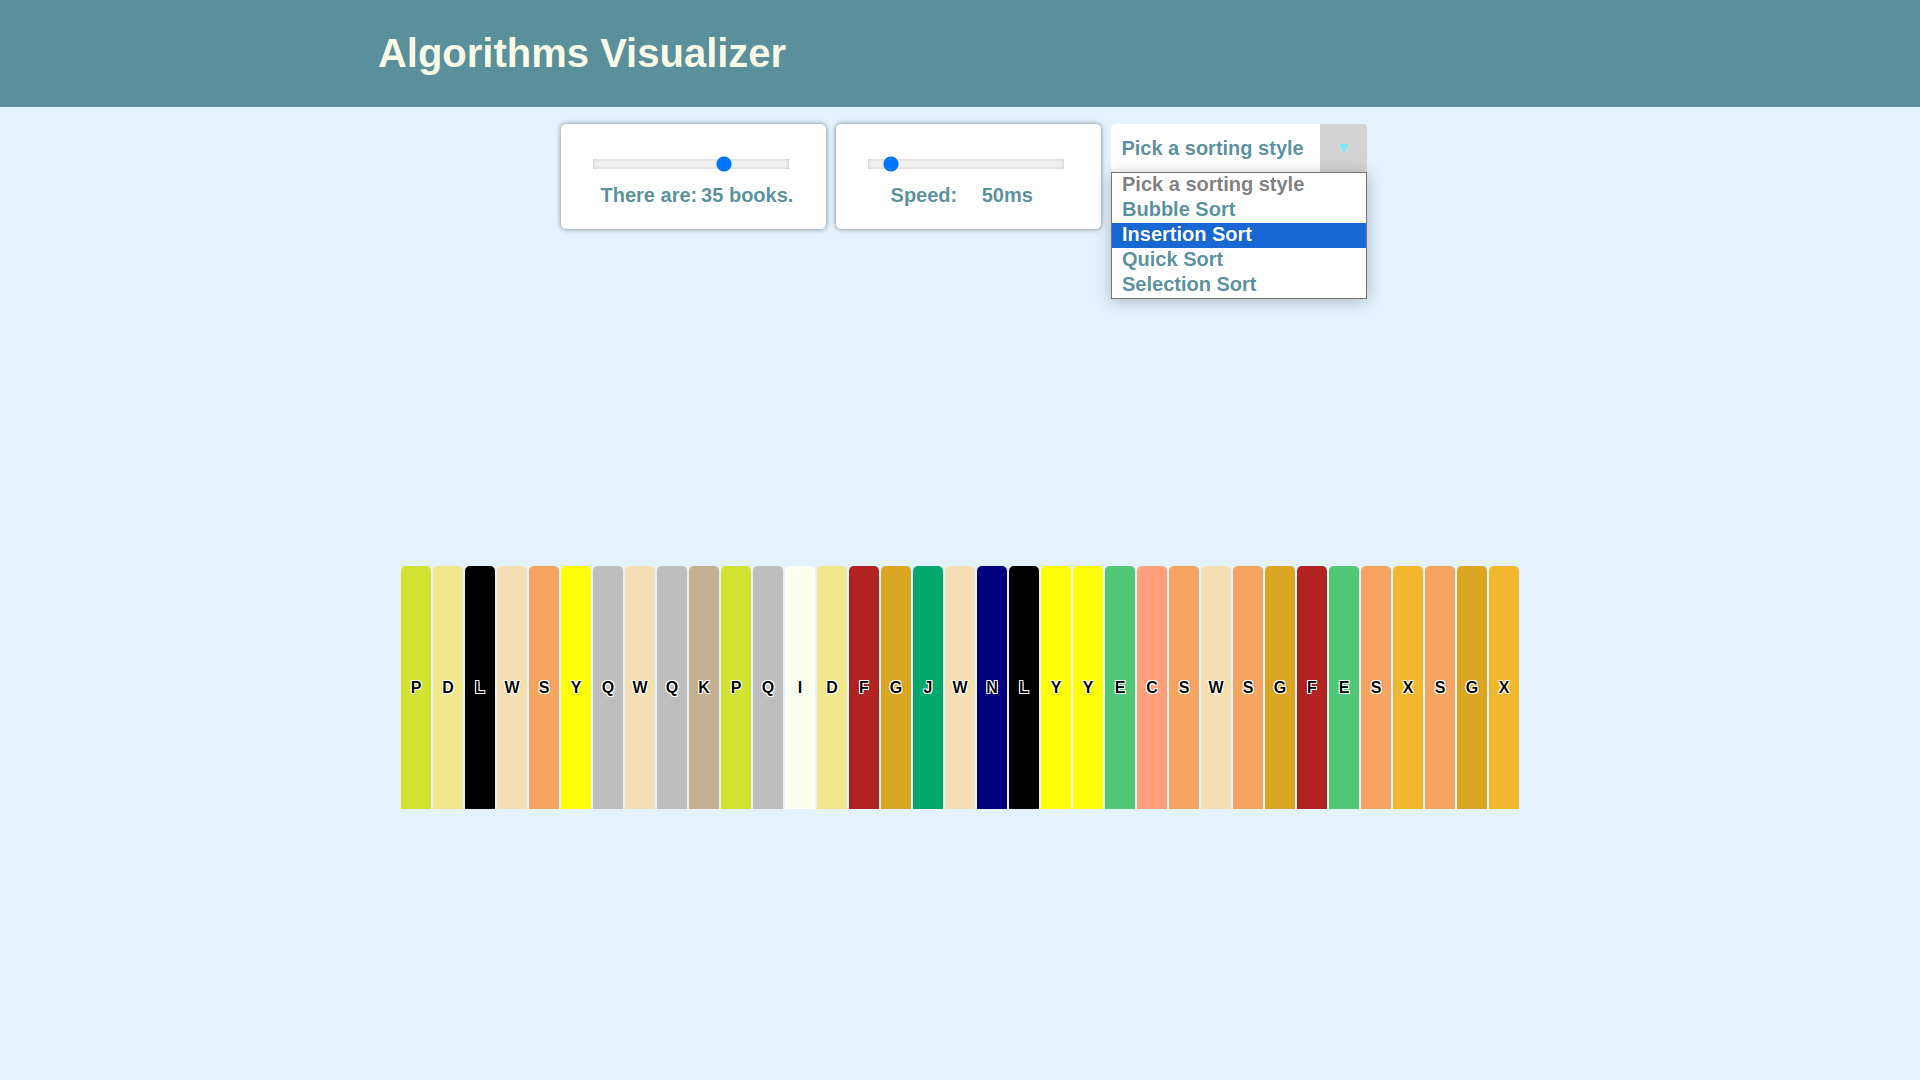 Algorithms Visualizer
There are: 35 books.
Speed: 50ms
Pick a sorting style ▼
Pick a sorting style
Bubble Sort
Insertion Sort
Quick Sort
Selection Sort
P D L W S Y Q W Q K P Q I D F G J W N L Y Y E C S W S G F E S X S G X